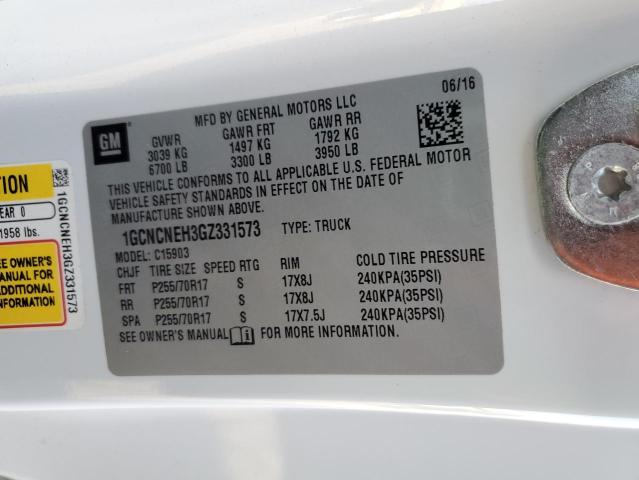 TION
EAR 0
1958 lbs.
EE OWNER'S
ANUAL FOR
INFORMATION
1GCNCNEH3GZ331573
GM
MFD BY GENERAL MOTORS LLC
06/16
GVWR GAWR FRT GAWR RR
3039 KG 1497 KG 1792 KG
6700 LB 3300 LB 3950 LB
THIS VEHICLE CONFORMS TO ALL APPLICABLE U.S. FEDERAL MOTOR
VEHICLE SAFETY STANDARDS IN EFFECT ON THE DATE OF
MANUFACTURE SHOWN ABOVE.
1GCNCNEH3GZ331573 TYPE: TRUCK
MODEL: C15903
CHJF TIRE SIZE SPEED RTG RIM COLD TIRE PRESSURE
FRT P255/70R17 S 17X8J 240KPA(35PSI)
RR P255/70R17 S 17X8J 240KPA(35PSI)
SPA P255/70R17 S 17X7.5J 240KPA(35PSI)
SEE OWNER'S MANUAL FOR MORE INFORMATION.